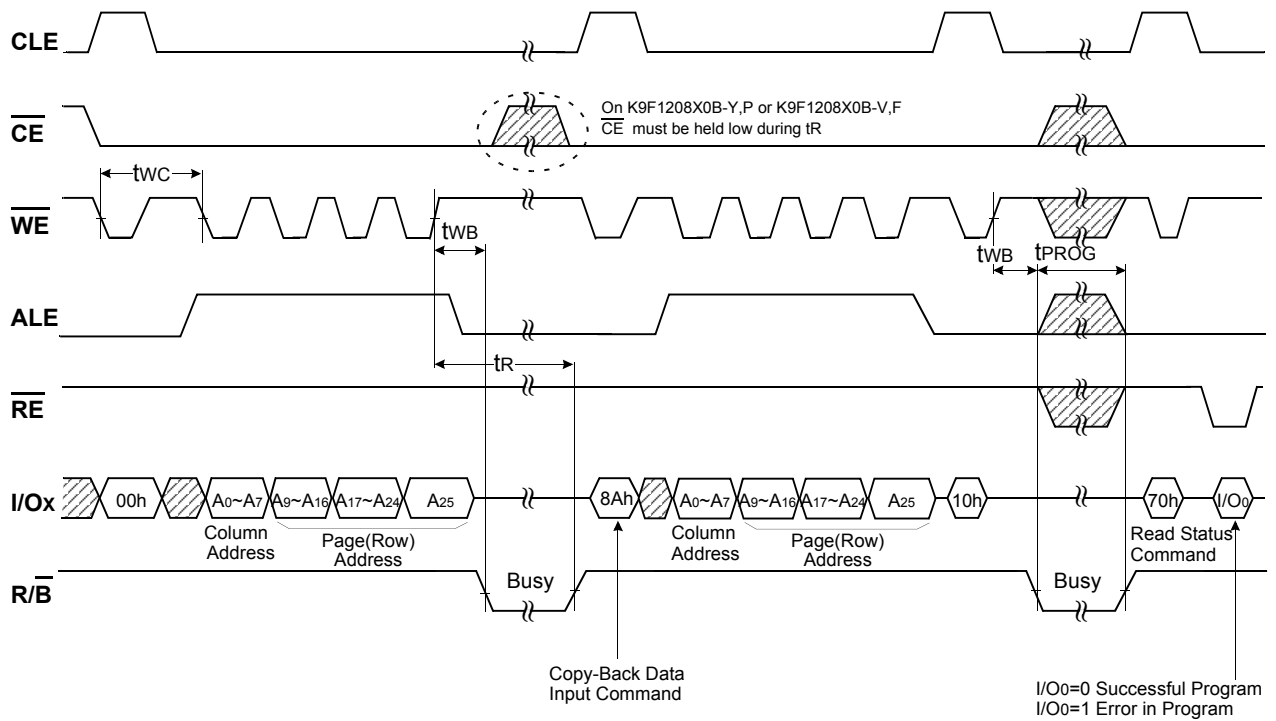 CLE
CE
On K9F1208X0B-Y,P or K9F1208X0B-V,F
CE must be held low during tR
tWC
WE
tWB
tWB
tPROG
ALE
tR
RE
I/Ox
00h
A0~A7
A9~A16
A17~A24
A25
8Ah
A0~A7
A9~A16
A17~A24
A25
10h
70h
I/O0
Column
Address
Page(Row)
Address
Column
Address
Page(Row)
Address
Read Status
Command
R/B
Busy
Busy
Copy-Back Data
Input Command
I/O0=0 Successful Program
I/O0=1 Error in Program